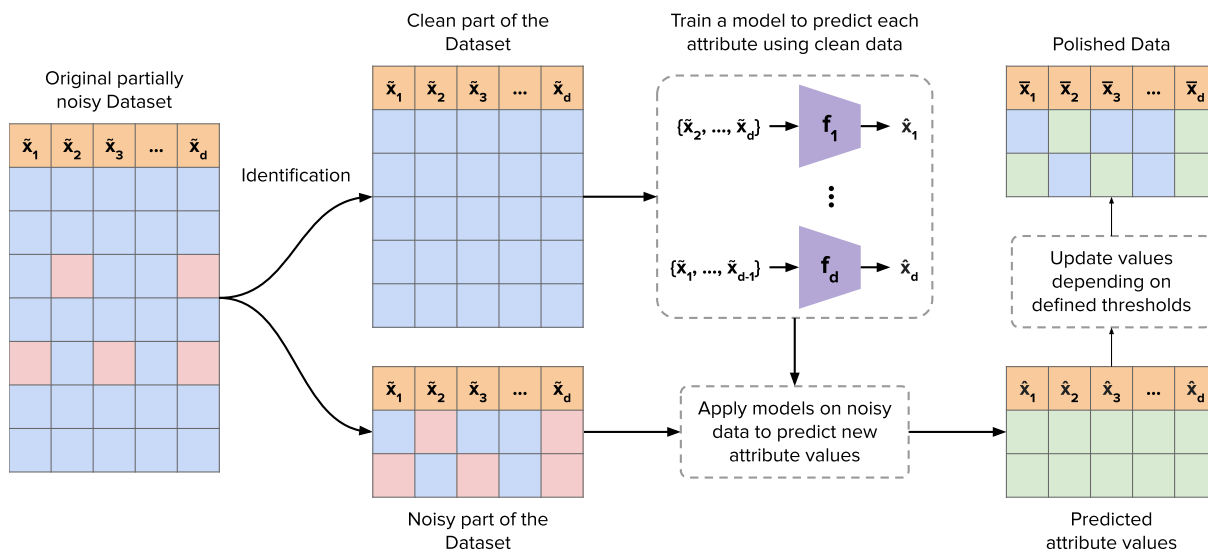 Original partially
noisy Dataset
x̃₁ x̃₂ x̃₃ ... x̃d
Identification
Clean part of the
Dataset
x̃₁ x̃₂ x̃₃ ... x̃d
x̃₁ x̃₂ x̃₃ ... x̃d
Noisy part of the
Dataset
Train a model to predict each
attribute using clean data
{x̃₂, ..., x̃d} f₁ x̂₁
⋮
{x̃₁, ..., x̃d-1} fd x̂d
Apply models on noisy
data to predict new
attribute values
Polished Data
x̅₁ x̅₂ x̅₃ ... x̅d
Update values
depending on
defined thresholds
x̂₁ x̂₂ x̂₃ ... x̂d
Predicted
attribute values